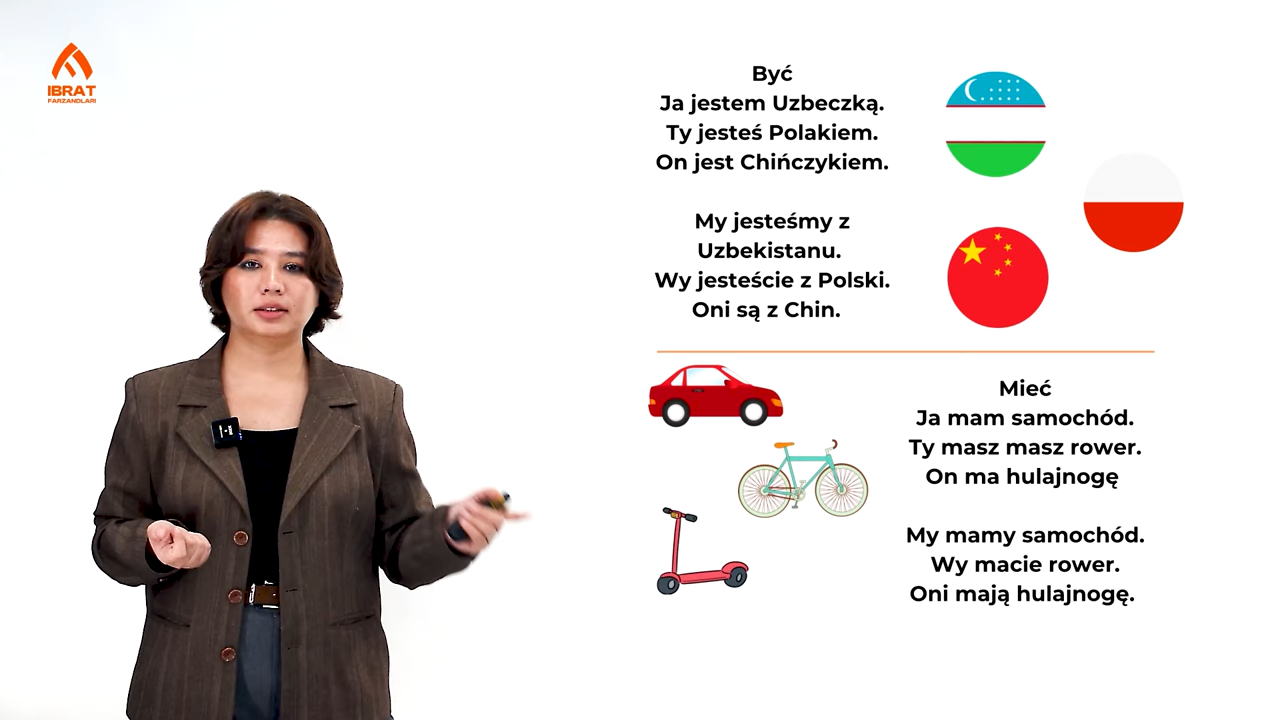 IBRAT
FARZANDLARI
Być
Ja jestem Uzbeczką.
Ty jesteś Polakiem.
On jest Chińczykiem.
My jesteśmy z
Uzbekistanu.
Wy jesteście z Polski.
Oni są z Chin.
Mieć
Ja mam samochód.
Ty masz masz rower.
On ma hulajnogę
My mamy samochód.
Wy macie rower.
Oni mają hulajnogę.